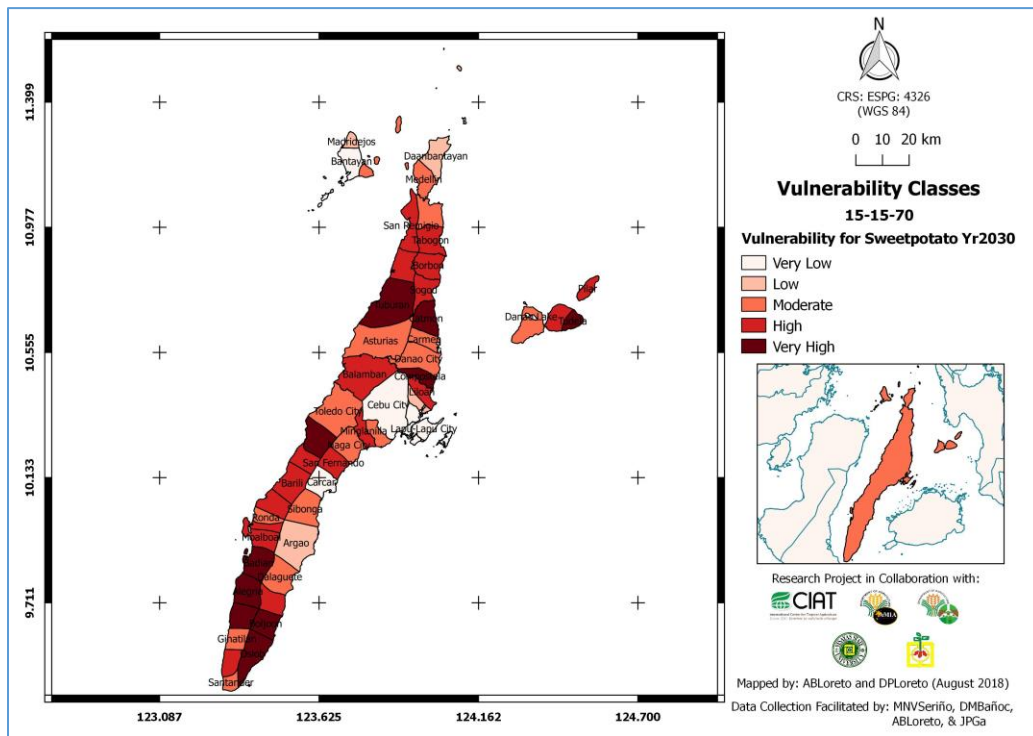 11.399
10.977
10.555
10.133
9.711
123.087
123.625
124.162
124.700
Madridejos
Bantayan
Daanbantayan
Medellin
San Remigio
Tabogon
Borbon
Sogod
Pilar
Danao Lake
Asturias
Carmen
Danao City
Balamban
Liloan
Cebu City
Toledo City
Lapu-Lapu City
Minglanilla
Naga City
San Fernando
Carcar
Barili
Sibonga
Ronda
Moalboal
Argao
Dalaguete
Ginatilan
Santander
N
CRS: ESPG: 4326
(WGS 84)
0 10 20 km
Vulnerability Classes
15-15-70
Vulnerability for Sweetpotato Yr2030
Very Low
Low
Moderate
High
Very High
Research Project in Collaboration with:
CIAT
Mapped by: ABLoreto and DPLoreto (August 2018)
Data Collection Facilitated by: MNVSeriño, DMBañoc,
ABLoreto, & JPGa